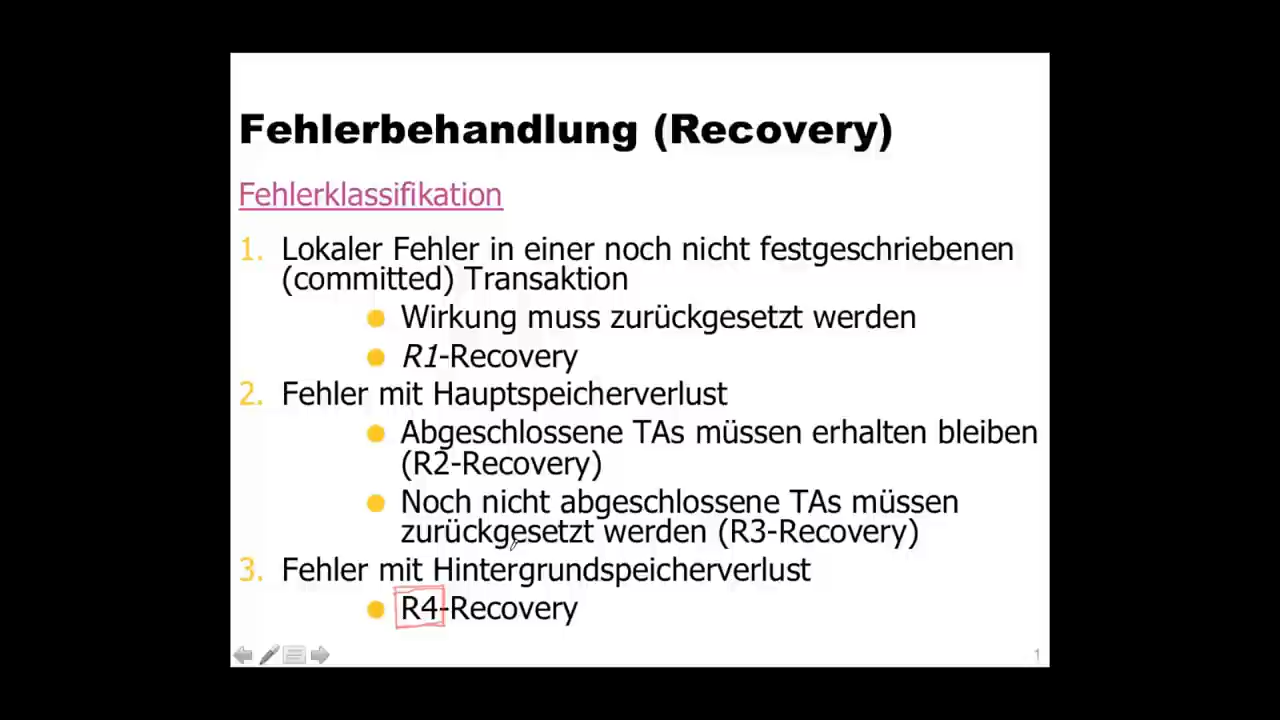 Fehlerbehandlung (Recovery)
Fehlerklassifikation
1. Lokaler Fehler in einer noch nicht festgeschriebenen
(committed) Transaktion
Wirkung muss zurückgesetzt werden
R1-Recovery
2. Fehler mit Hauptspeicherverlust
Abgeschlossene TAs müssen erhalten bleiben
(R2-Recovery)
Noch nicht abgeschlossene TAs müssen
zurückgesetzt werden (R3-Recovery)
3. Fehler mit Hintergrundspeicherverlust
R4-Recovery
1